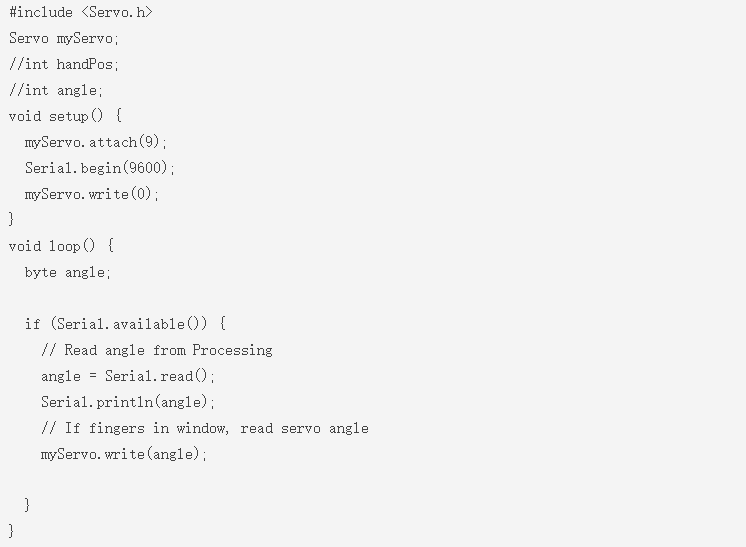 #include <Servo.h>
Servo myServo;
//int handPos;
//int angle;
void setup() {
  myServo.attach(9);
  Serial.begin(9600);
  myServo.write(0);
}
void loop() {
  byte angle;

  if (Serial.available()) {
    // Read angle from Processing
    angle = Serial.read();
    Serial.println(angle);
    // If fingers in window, read servo angle
    myServo.write(angle);

  }
}